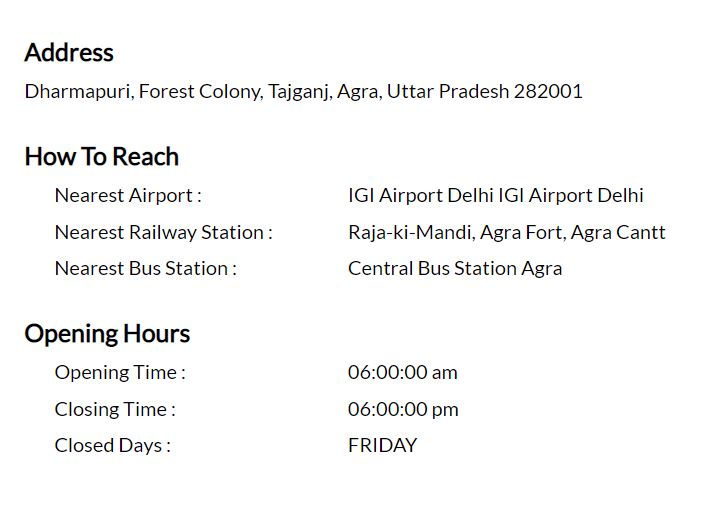 Address
Dharmapuri, Forest Colony, Tajganj, Agra, Uttar Pradesh 282001
How To Reach
Nearest Airport : IGI Airport Delhi IGI Airport Delhi
Nearest Railway Station : Raja-ki-Mandi, Agra Fort, Agra Cantt
Nearest Bus Station : Central Bus Station Agra
Opening Hours
Opening Time : 06:00:00 am
Closing Time : 06:00:00 pm
Closed Days : FRIDAY